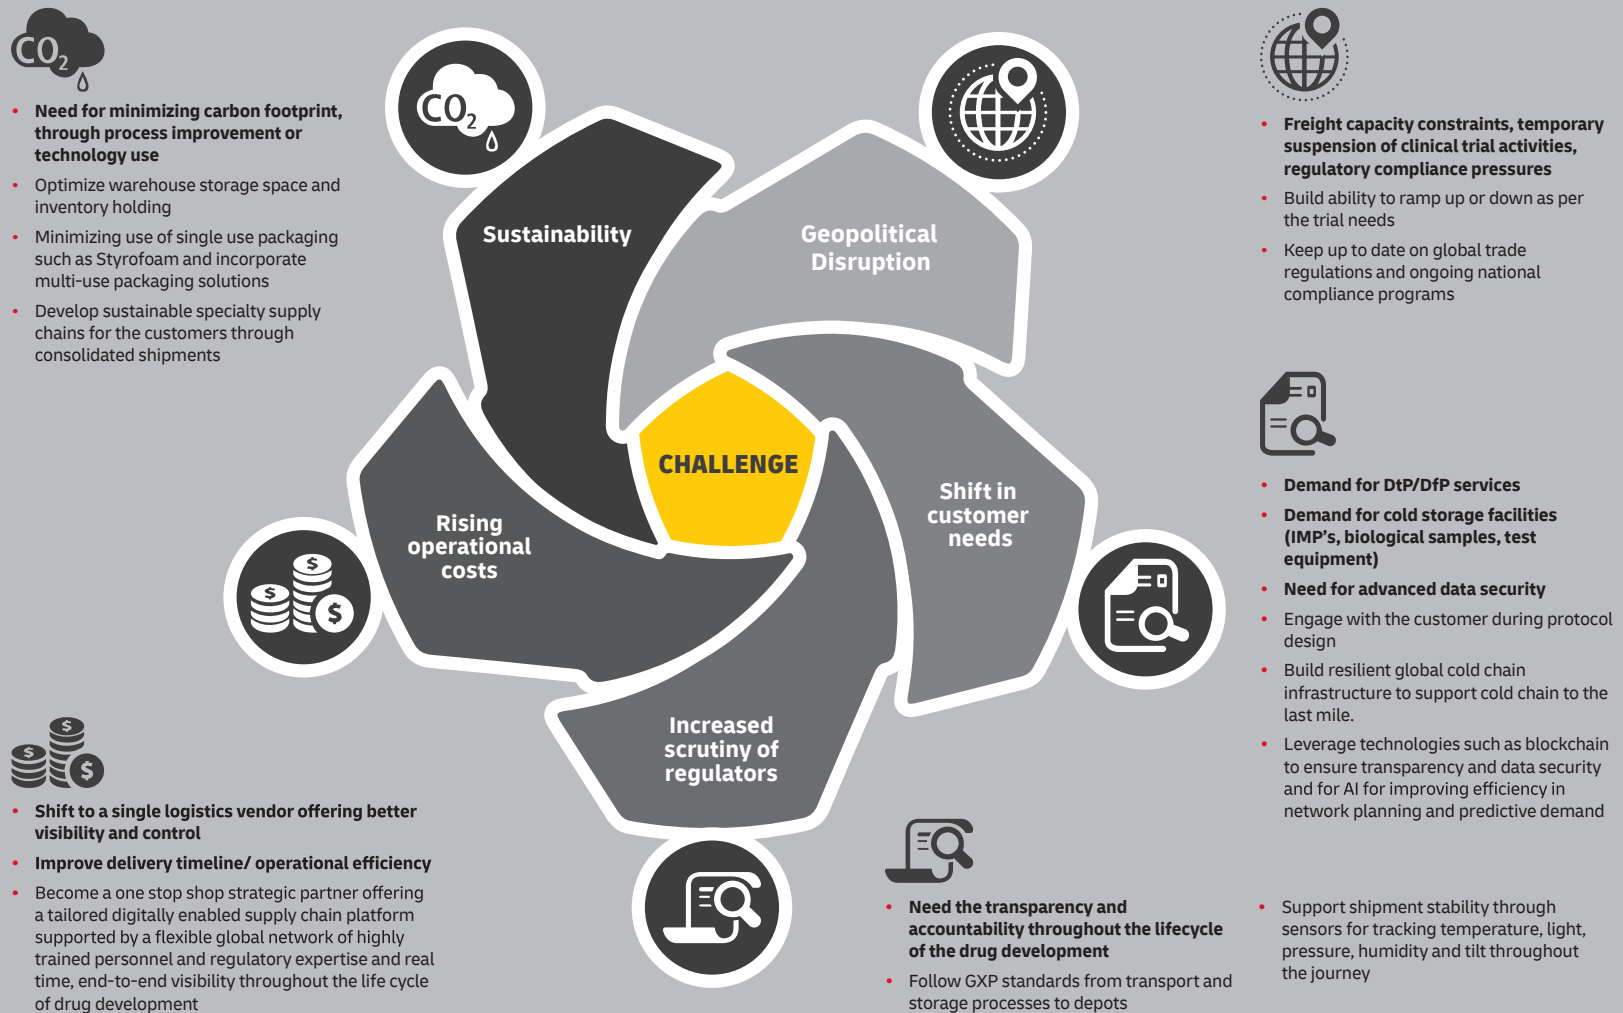 CO2
• Need for minimizing carbon footprint,
through process improvement or
technology use
• Optimize warehouse storage space and
inventory holding
• Minimizing use of single use packaging
such as Styrofoam and incorporate
multi-use packaging solutions
• Develop sustainable specialty supply
chains for the customers through
consolidated shipments
CO2
Sustainability
Geopolitical
Disruption
CHALLENGE
Shift in
customer
needs
Rising
operational
costs
$
$
$
Increased
scrutiny of
regulators
• Freight capacity constraints, temporary
suspension of clinical trial activities,
regulatory compliance pressures
• Build ability to ramp up or down as per
the trial needs
• Keep up to date on global trade
regulations and ongoing national
compliance programs
• Demand for DtP/DfP services
• Demand for cold storage facilities
(IMP's, biological samples, test
equipment)
• Need for advanced data security
• Engage with the customer during protocol
design
• Build resilient global cold chain
infrastructure to support cold chain to the
last mile.
• Leverage technologies such as blockchain
to ensure transparency and data security
and for AI for improving efficiency in
network planning and predictive demand
$
$
$
• Shift to a single logistics vendor offering better
visibility and control
• Improve delivery timeline/ operational efficiency
• Become a one stop shop strategic partner offering
a tailored digitally enabled supply chain platform
supported by a flexible global network of highly
trained personnel and regulatory expertise and real
time, end-to-end visibility throughout the life cycle
of drug development
• Need the transparency and
accountability throughout the lifecycle
of the drug development
• Follow GXP standards from transport and
storage processes to depots
• Support shipment stability through
sensors for tracking temperature, light,
pressure, humidity and tilt throughout
the journey